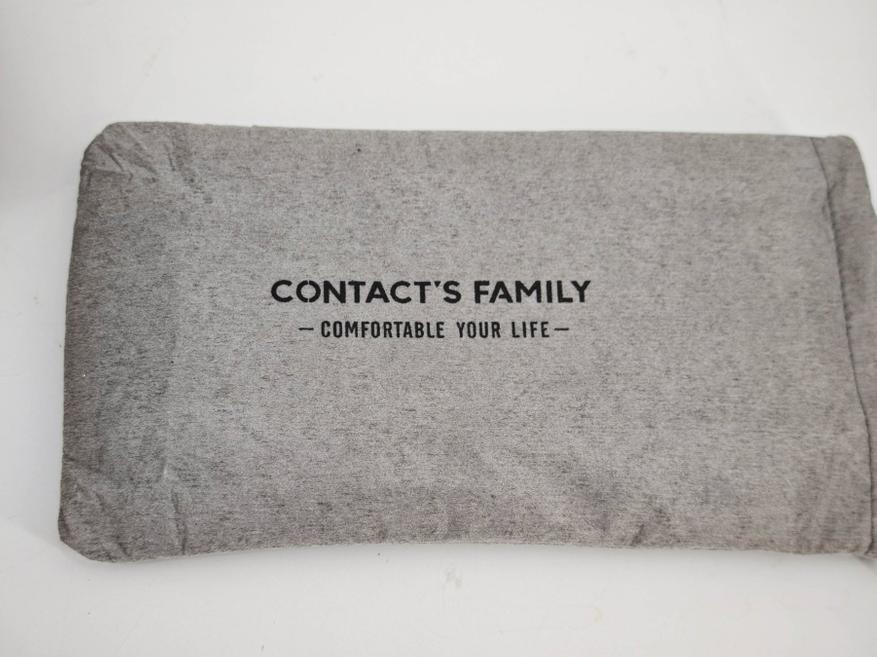 CONTACT'S FAMILY
— COMFORTABLE YOUR LIFE —